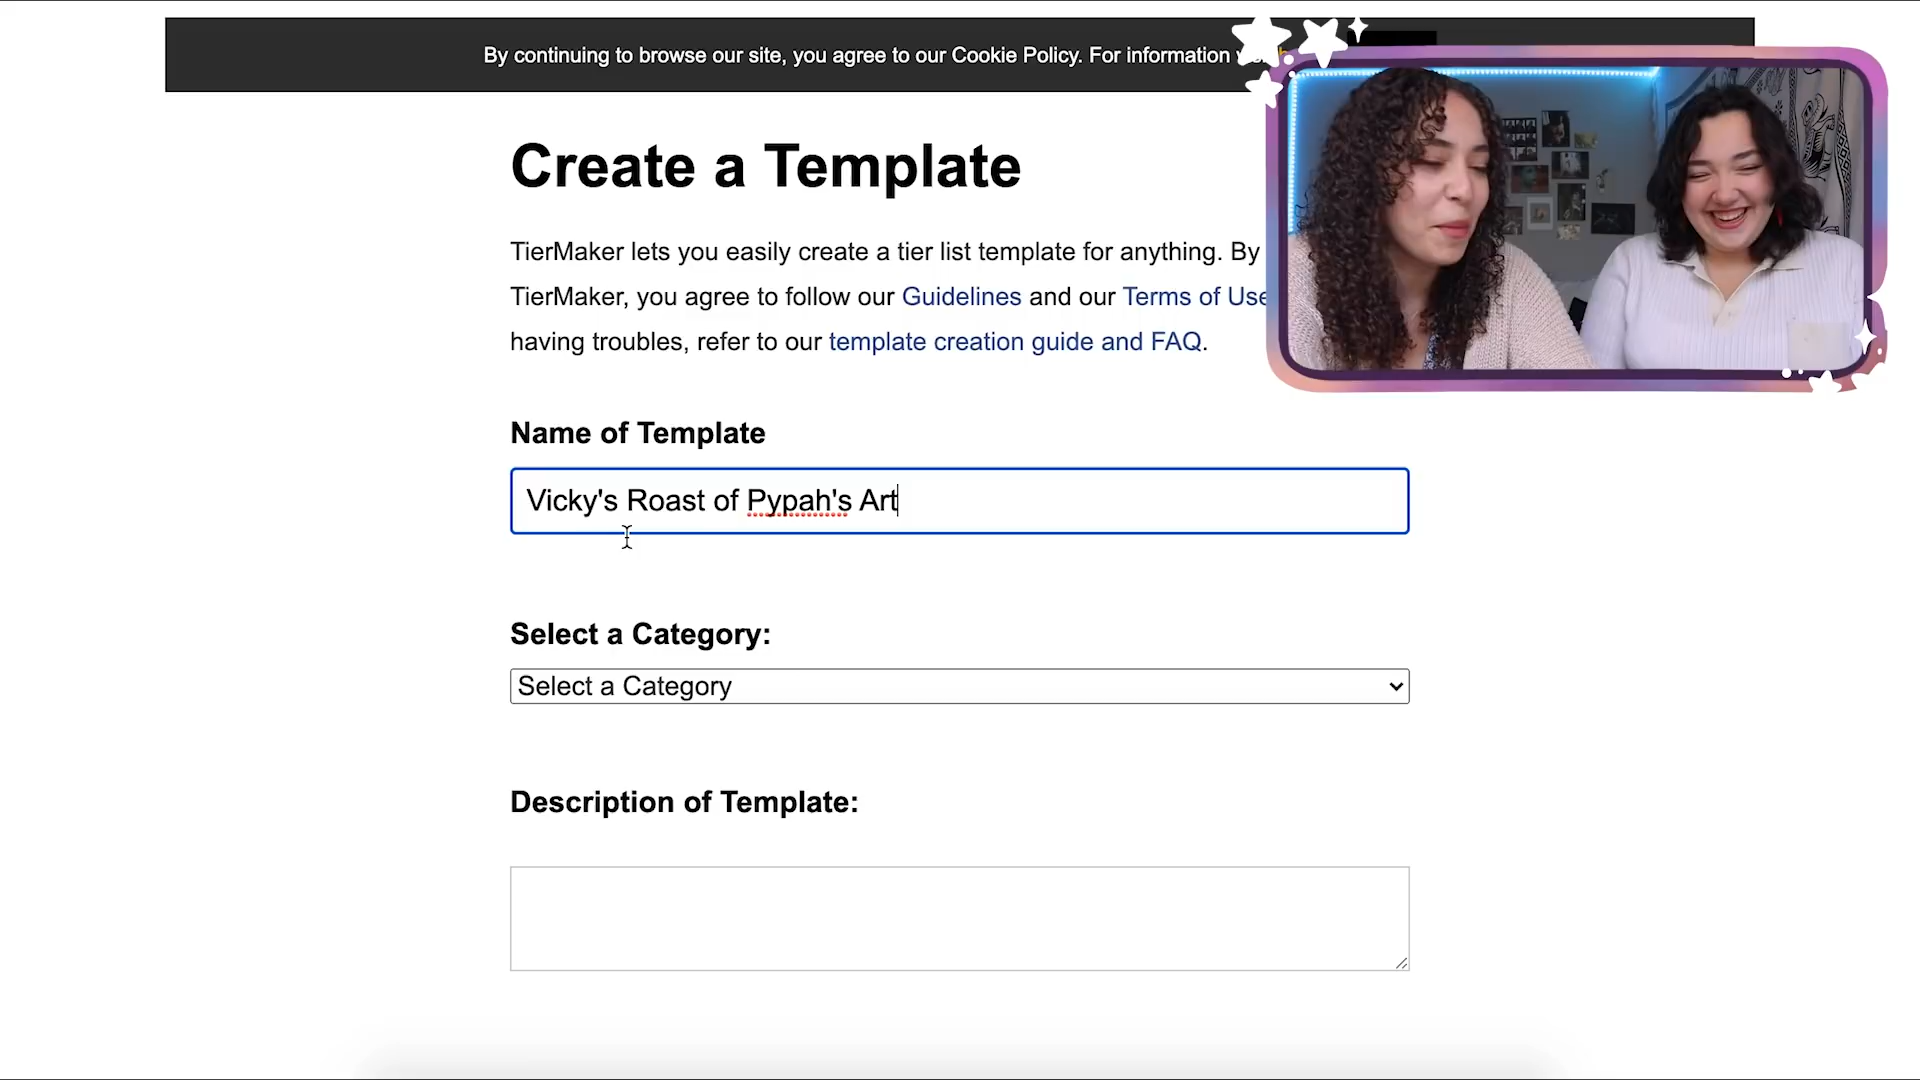 By continuing to browse our site, you agree to our Cookie Policy. For information
Create a Template
TierMaker lets you easily create a tier list template for anything. By
TierMaker, you agree to follow our Guidelines and our Terms of Use
having troubles, refer to our template creation guide and FAQ.
Name of Template
Vicky's Roast of Pypah's Art
Select a Category:
Select a Category
Description of Template: